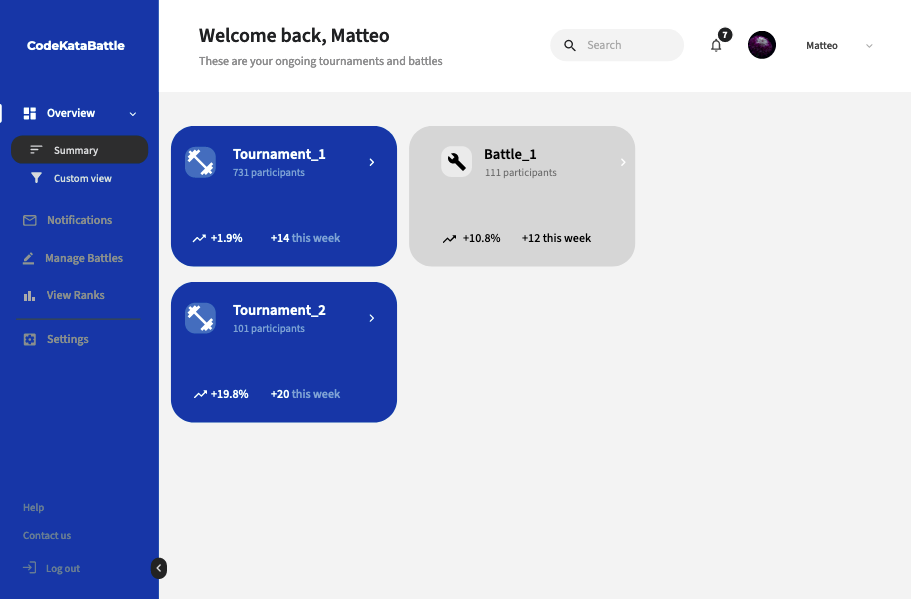 CodeKataBattle
Overview
Summary
Custom view
Notifications
Manage Battles
View Ranks
Settings
Help
Contact us
Log out
Welcome back, Matteo
These are your ongoing tournaments and battles
Search
7
Matteo
Tournament_1
731 participants
+1.9% +14 this week
Battle_1
111 participants
+10.8% +12 this week
Tournament_2
101 participants
+19.8% +20 this week